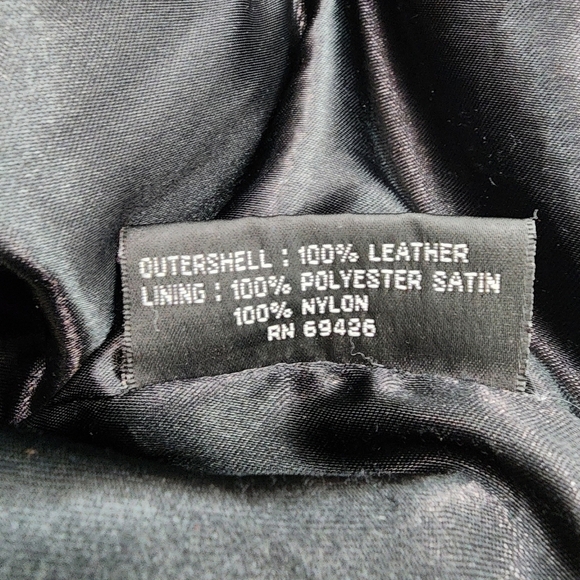 OUTERSHELL : 100% LEATHER
LINING : 100% POLYESTER SATIN
100% NYLON
RN 69426